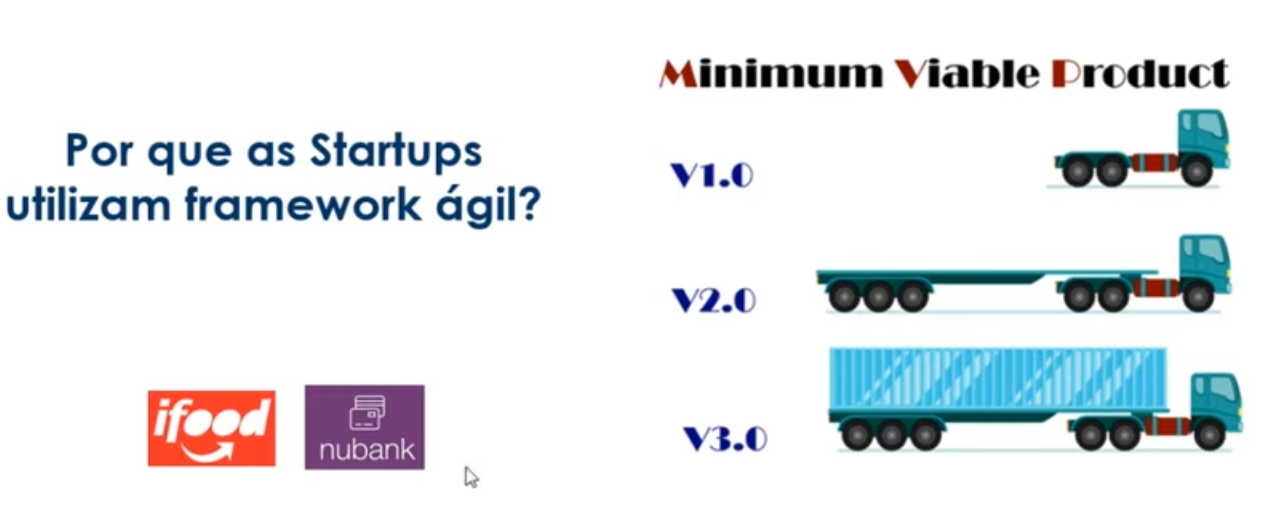 Por que as Startups
utilizam framework ágil?
ifood
nubank
Minimum Viable Product
V1.0
V2.0
V3.0